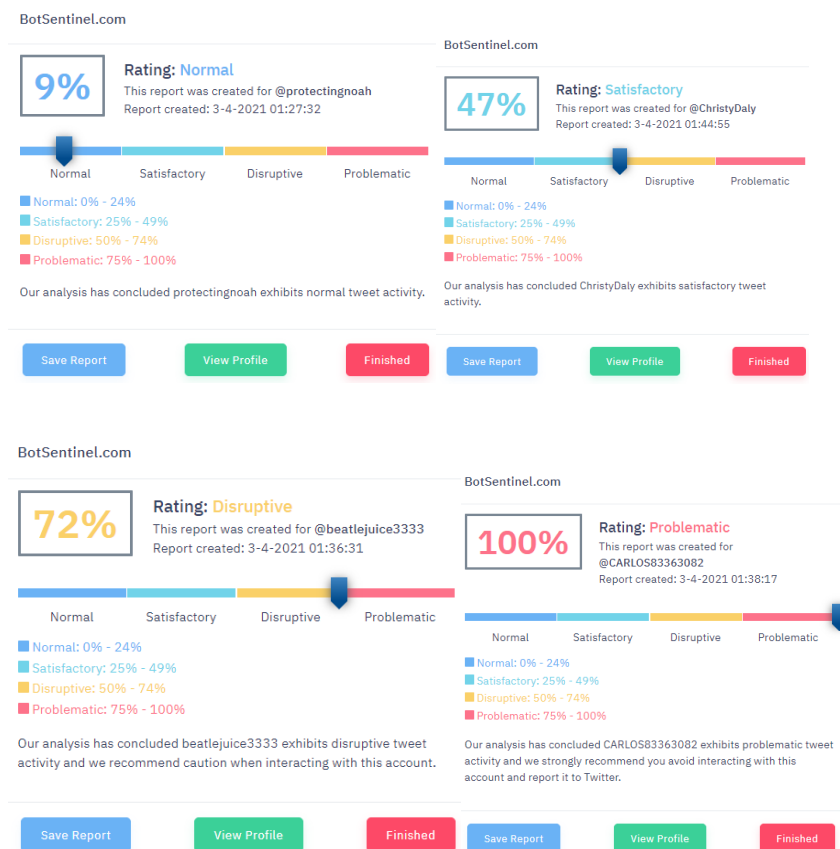 BotSentinel.com
9%
Rating: Normal
This report was created for @protectingnoah
Report created: 3-4-2021 01:27:32
Normal Satisfactory Disruptive Problematic
Normal: 0% - 24%
Satisfactory: 25% - 49%
Disruptive: 50% - 74%
Problematic: 75% - 100%
Our analysis has concluded protectingnoah exhibits normal tweet activity.
Save Report View Profile Finished
BotSentinel.com
47%
Rating: Satisfactory
This report was created for @ChristyDaly
Report created: 3-4-2021 01:44:55
Normal Satisfactory Disruptive Problematic
Normal: 0% - 24%
Satisfactory: 25% - 49%
Disruptive: 50% - 74%
Problematic: 75% - 100%
Our analysis has concluded ChristyDaly exhibits satisfactory tweet
activity.
Save Report View Profile Finished
BotSentinel.com
72%
Rating: Disruptive
This report was created for @beatlejuice3333
Report created: 3-4-2021 01:36:31
Normal Satisfactory Disruptive Problematic
Normal: 0% - 24%
Satisfactory: 25% - 49%
Disruptive: 50% - 74%
Problematic: 75% - 100%
Our analysis has concluded beatlejuice3333 exhibits disruptive tweet
activity and we recommend caution when interacting with this account.
Save Report View Profile Finished
BotSentinel.com
100%
Rating: Problematic
This report was created for
@CARLOS83363082
Report created: 3-4-2021 01:38:17
Normal Satisfactory Disruptive Problematic
Normal: 0% - 24%
Satisfactory: 25% - 49%
Disruptive: 50% - 74%
Problematic: 75% - 100%
Our analysis has concluded CARLOS83363082 exhibits problematic tweet
activity and we strongly recommend you avoid interacting with this
account and report it to Twitter.
Save Report View Profile Finished